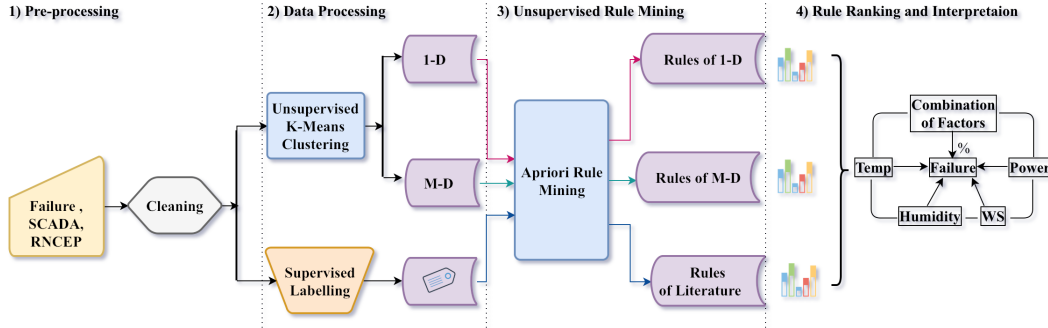 1) Pre-processing
2) Data Processing
3) Unsupervised Rule Mining
4) Rule Ranking and Interpretaion
Failure ,
SCADA,
RNCEP
Cleaning
Unsupervised
K-Means
Clustering
Supervised
Labelling
1-D
M-D
Apriori Rule
Mining
Rules of 1-D
Rules of M-D
Rules
of Literature
Combination
of Factors
%
Temp
Failure
Power
Humidity
WS